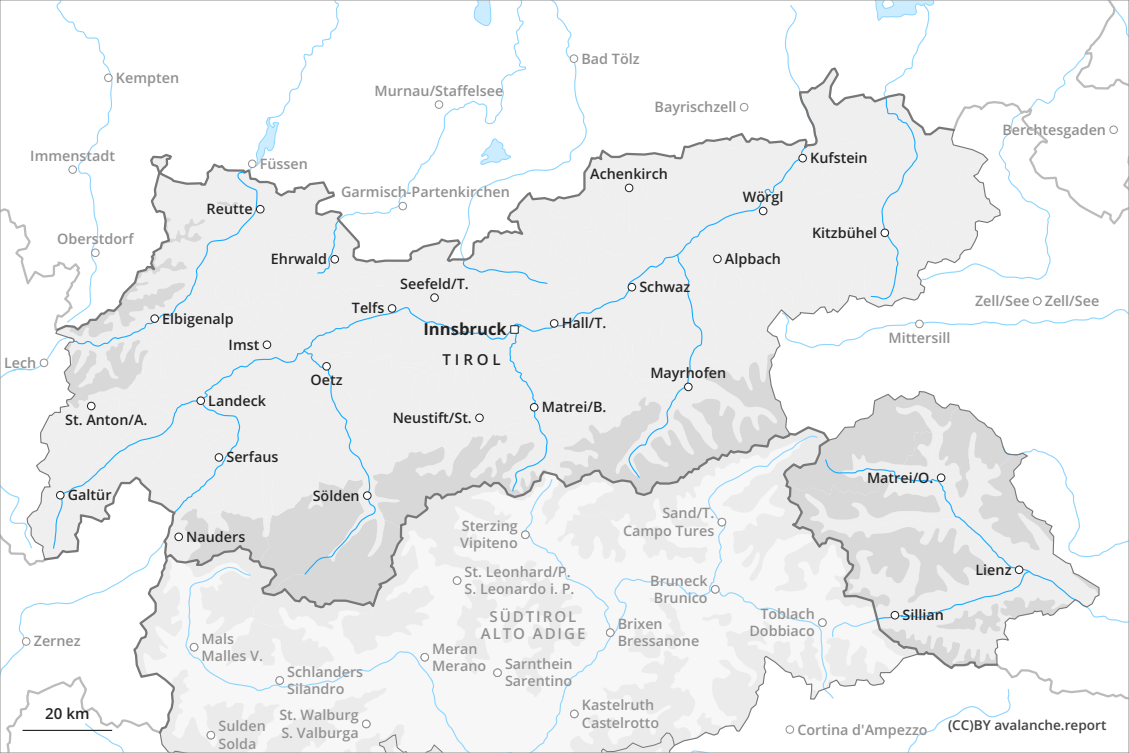 Kempten
Bad Tölz
Murnau/Staffelsee
Bayrischzell
Berchtesgaden
Immenstadt
Füssen
Kufstein
Achenkirch
Garmisch-Partenkirchen
Wörgl
Reutte
Kitzbühel
Oberstdorf
Ehrwald
Alpbach
Seefeld/T.
Schwaz
Zell/See
Zell/See
Telfs
Elbigenalp
Innsbruck
Hall/T.
Mittersill
Imst
TIROL
Lech
Oetz
Mayrhofen
Landeck
Matrei/B.
St. Anton/A.
Neustift/St.
Serfaus
Matrei/O.
Galtür
Sölden
Sand/T.
Campo Tures
Sterzing
Vipiteno
Nauders
Lienz
St. Leonhard/P.
S. Leonardo i. P.
Bruneck
Brunico
SÜDTIROL
ALTO ADIGE
Toblach
Dobbiaco
Sillian
Brixen
Bressanone
Zernez
Mals
Malles V.
Meran
Merano
Sarnthein
Sarentino
Schlanders
Silandro
Kastelruth
Castelrotto
St. Walburg
S. Valburga
Sulden
Solda
Cortina d'Ampezzo
20 km
(CC)BY avalanche.report